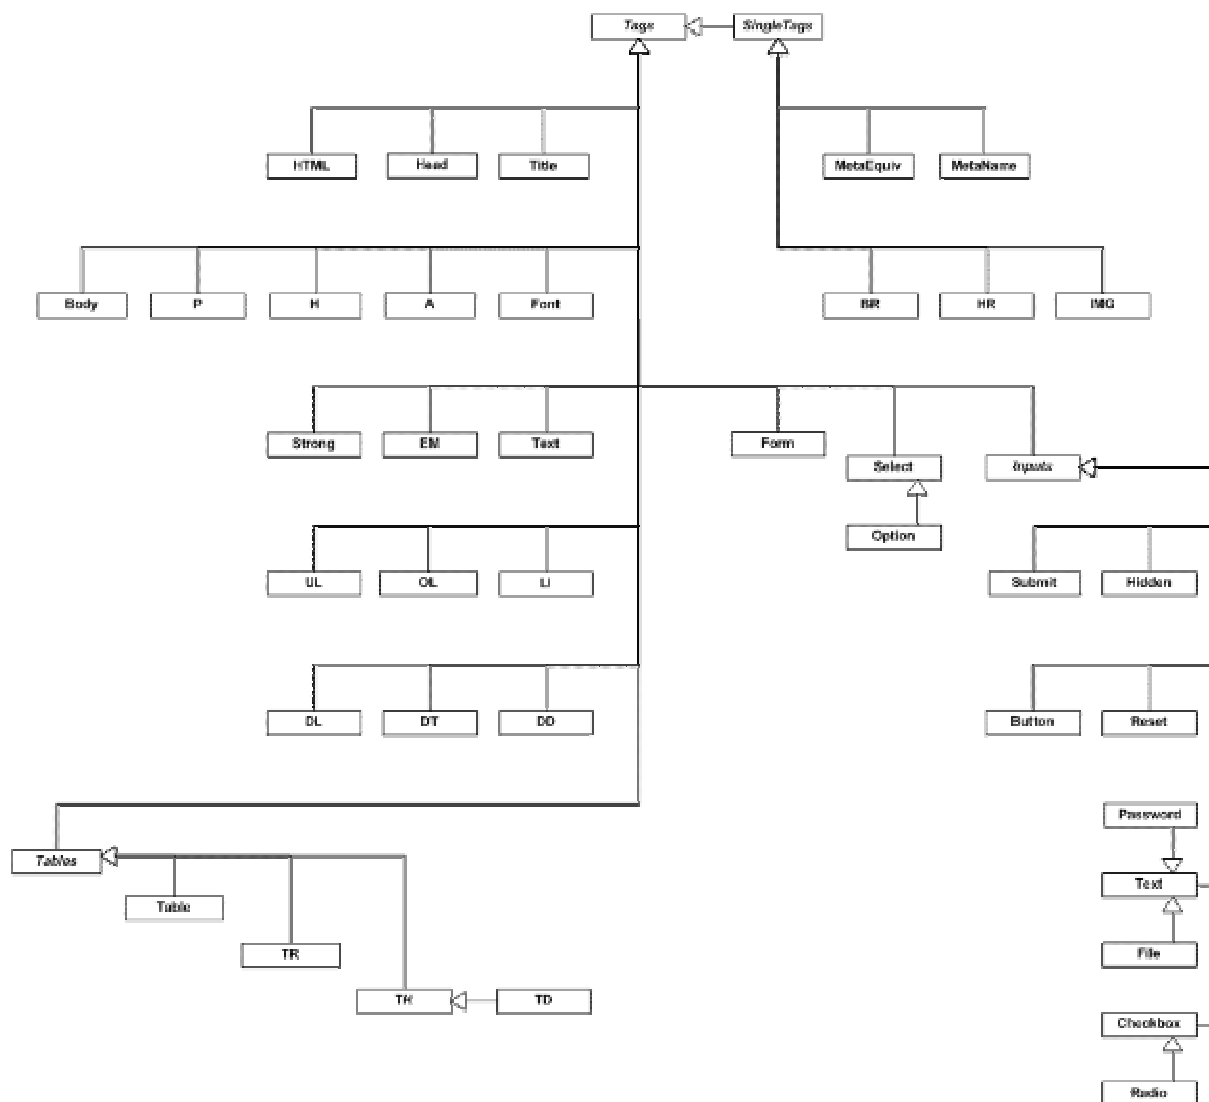 Tags
SingleTags
HTML
Head
Title
MetaEquiv
MetaName
Body
P
H
A
Font
BR
HR
IMG
Strong
EM
Text
Form
Select
Inputs
Option
UL
OL
LI
Submit
Hidden
DL
DT
DD
Button
Reset
Password
Tables
Text
Table
TR
File
TH
TD
Checkbox
Radio